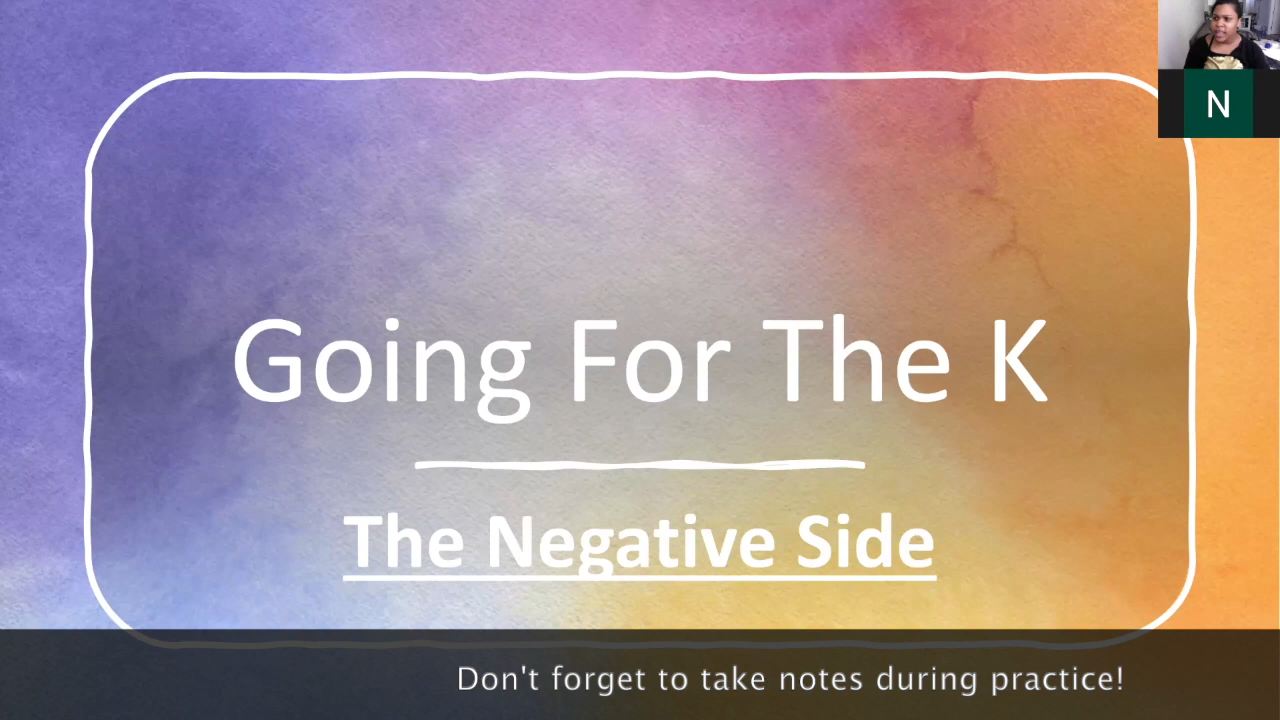 N
Going For The K
The Negative Side
Don't forget to take notes during practice!